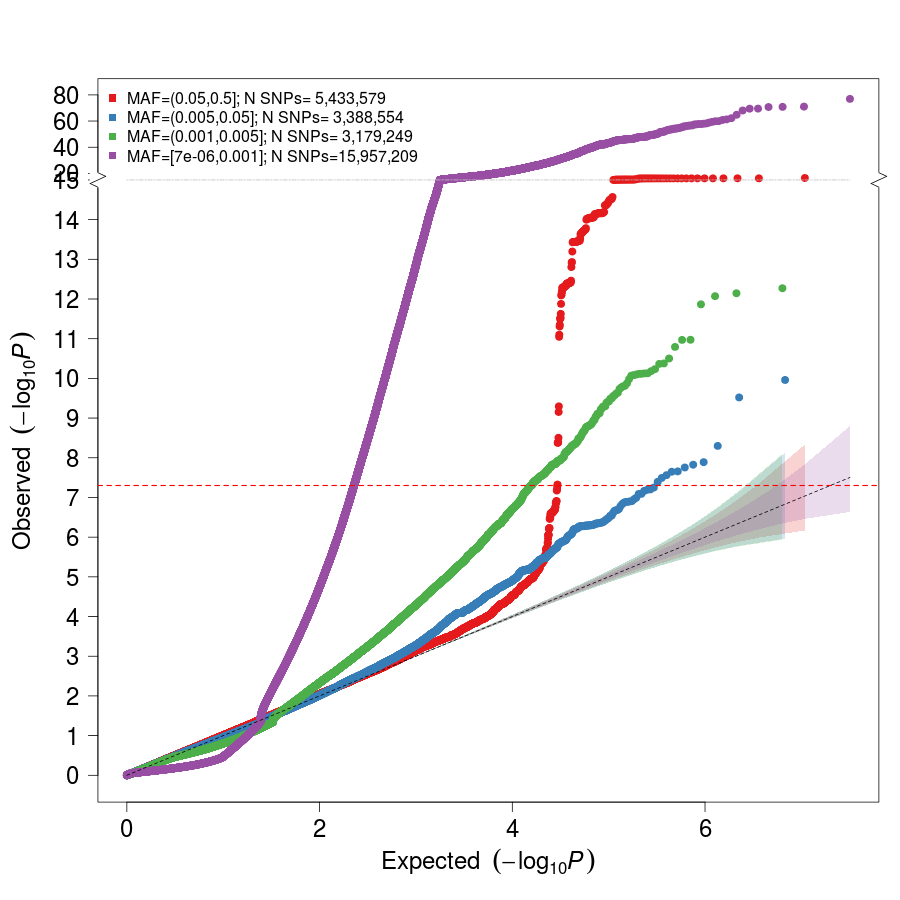 MAF=(0.05,0.5]; N SNPs= 5,433,579
MAF=(0.005,0.05]; N SNPs= 3,388,554
MAF=(0.001,0.005]; N SNPs= 3,179,249
MAF=[7e-06,0.001]; N SNPs=15,957,209
80
60
40
20
15
14
13
12
11
10
9
8
7
6
5
4
3
2
1
0
Observed (−log10P)
0 2 4 6
Expected (−log10P)